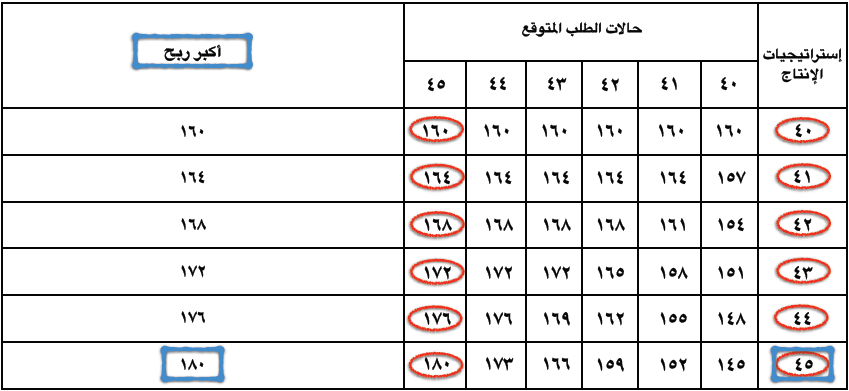 إستراتيجيات الإنتاج حالات الطلب المتوقع أكبر ربح
٤٠ ٤١ ٤٢ ٤٣ ٤٤ ٤٥
٤٠ ١٦٠ ١٦٠ ١٦٠ ١٦٠ ١٦٠ ١٦٠ ١٦٠
٤١ ١٥٧ ١٦٤ ١٦٤ ١٦٤ ١٦٤ ١٦٤ ١٦٤
٤٢ ١٥٤ ١٦١ ١٦٨ ١٦٨ ١٦٨ ١٦٨ ١٦٨
٤٣ ١٥١ ١٥٨ ١٦٥ ١٧٢ ١٧٢ ١٧٢ ١٧٢
٤٤ ١٤٨ ١٥٥ ١٦٢ ١٦٩ ١٧٦ ١٧٦ ١٧٦
٤٥ ١٤٥ ١٥٢ ١٥٩ ١٦٦ ١٧٣ ١٨٠ ١٨٠